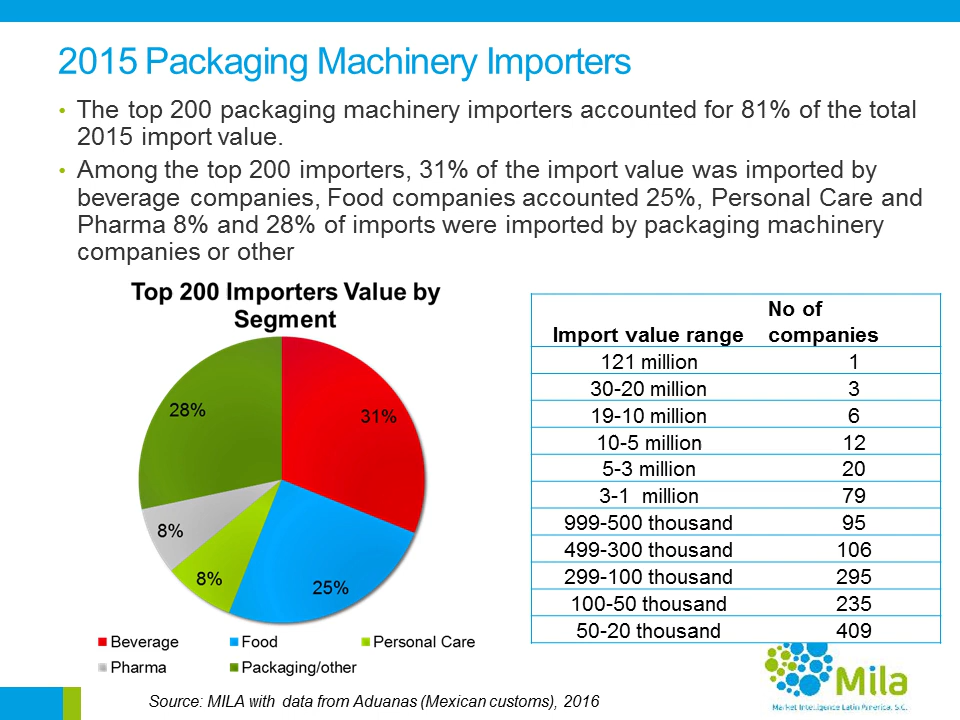 2015 Packaging Machinery Importers
• The top 200 packaging machinery importers accounted for 81% of the total
2015 import value.
• Among the top 200 importers, 31% of the import value was imported by
beverage companies, Food companies accounted 25%, Personal Care and
Pharma 8% and 28% of imports were imported by packaging machinery
companies or other
Top 200 Importers Value by
Segment
28%
31%
8%
8%
25%
Beverage Food Personal Care
Pharma Packaging/other
No of
Import value range companies
121 million 1
30-20 million 3
19-10 million 6
10-5 million 12
5-3 million 20
3-1 million 79
999-500 thousand 95
499-300 thousand 106
299-100 thousand 295
100-50 thousand 235
50-20 thousand 409
Mila
Market Intelligence Latin America, S.C.
Source: MILA with data from Aduanas (Mexican customs), 2016